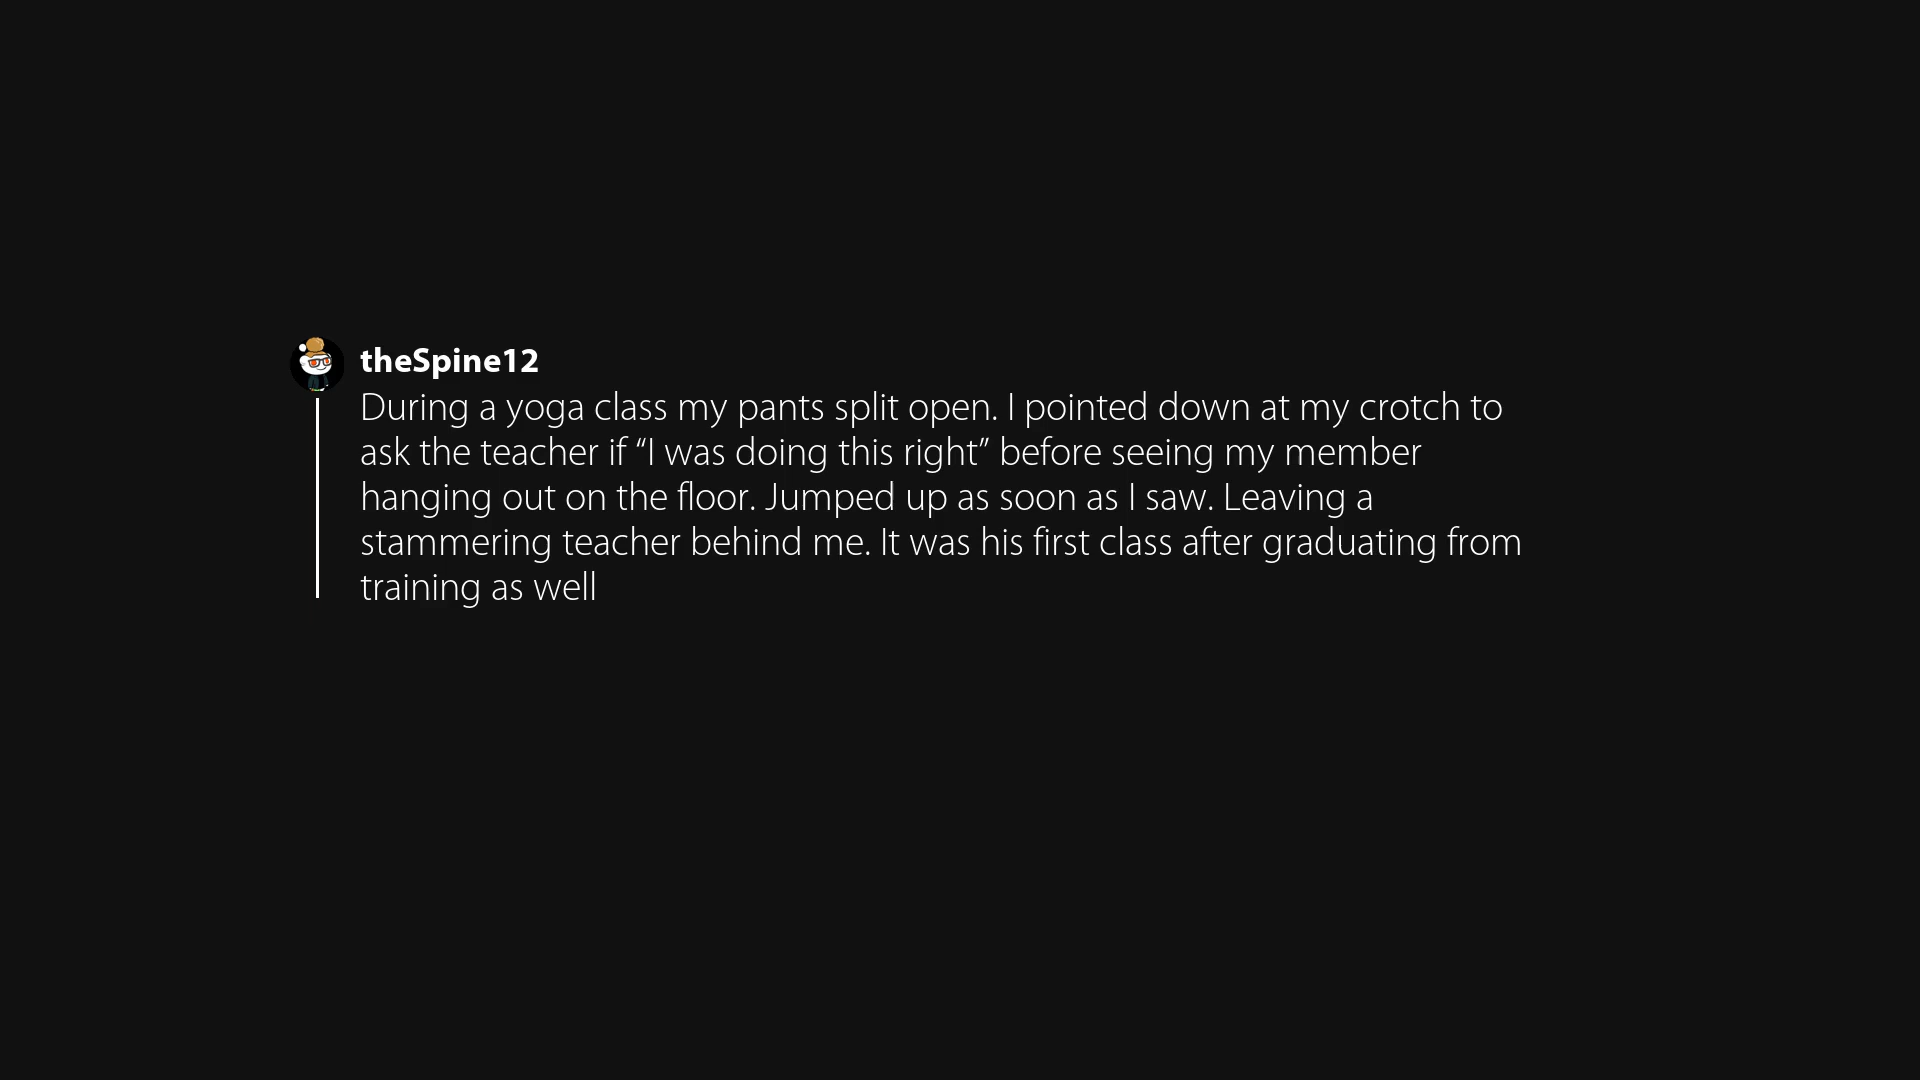 theSpine12
During a yoga class my pants split open. I pointed down at my crotch to
ask the teacher if “I was doing this right” before seeing my member
hanging out on the floor. Jumped up as soon as I saw. Leaving a
stammering teacher behind me. It was his first class after graduating from
training as well